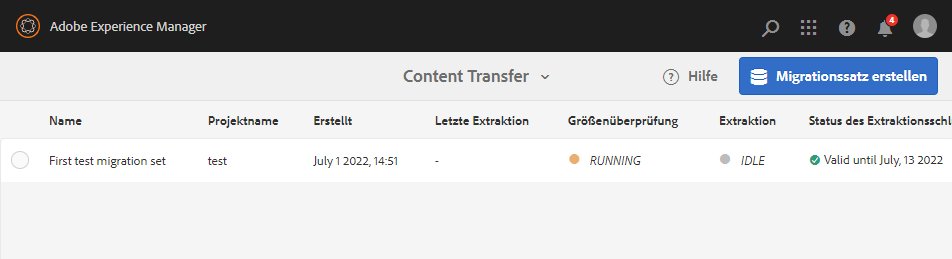 Adobe Experience Manager
4
Content Transfer
? Hilfe
Migrationssatz erstellen
Name Projektname Erstellt Letzte Extraktion Größenüberprüfung Extraktion Status des Extraktionsschl
First test migration set test July 1 2022, 14:51 - RUNNING IDLE Valid until July, 13 2022